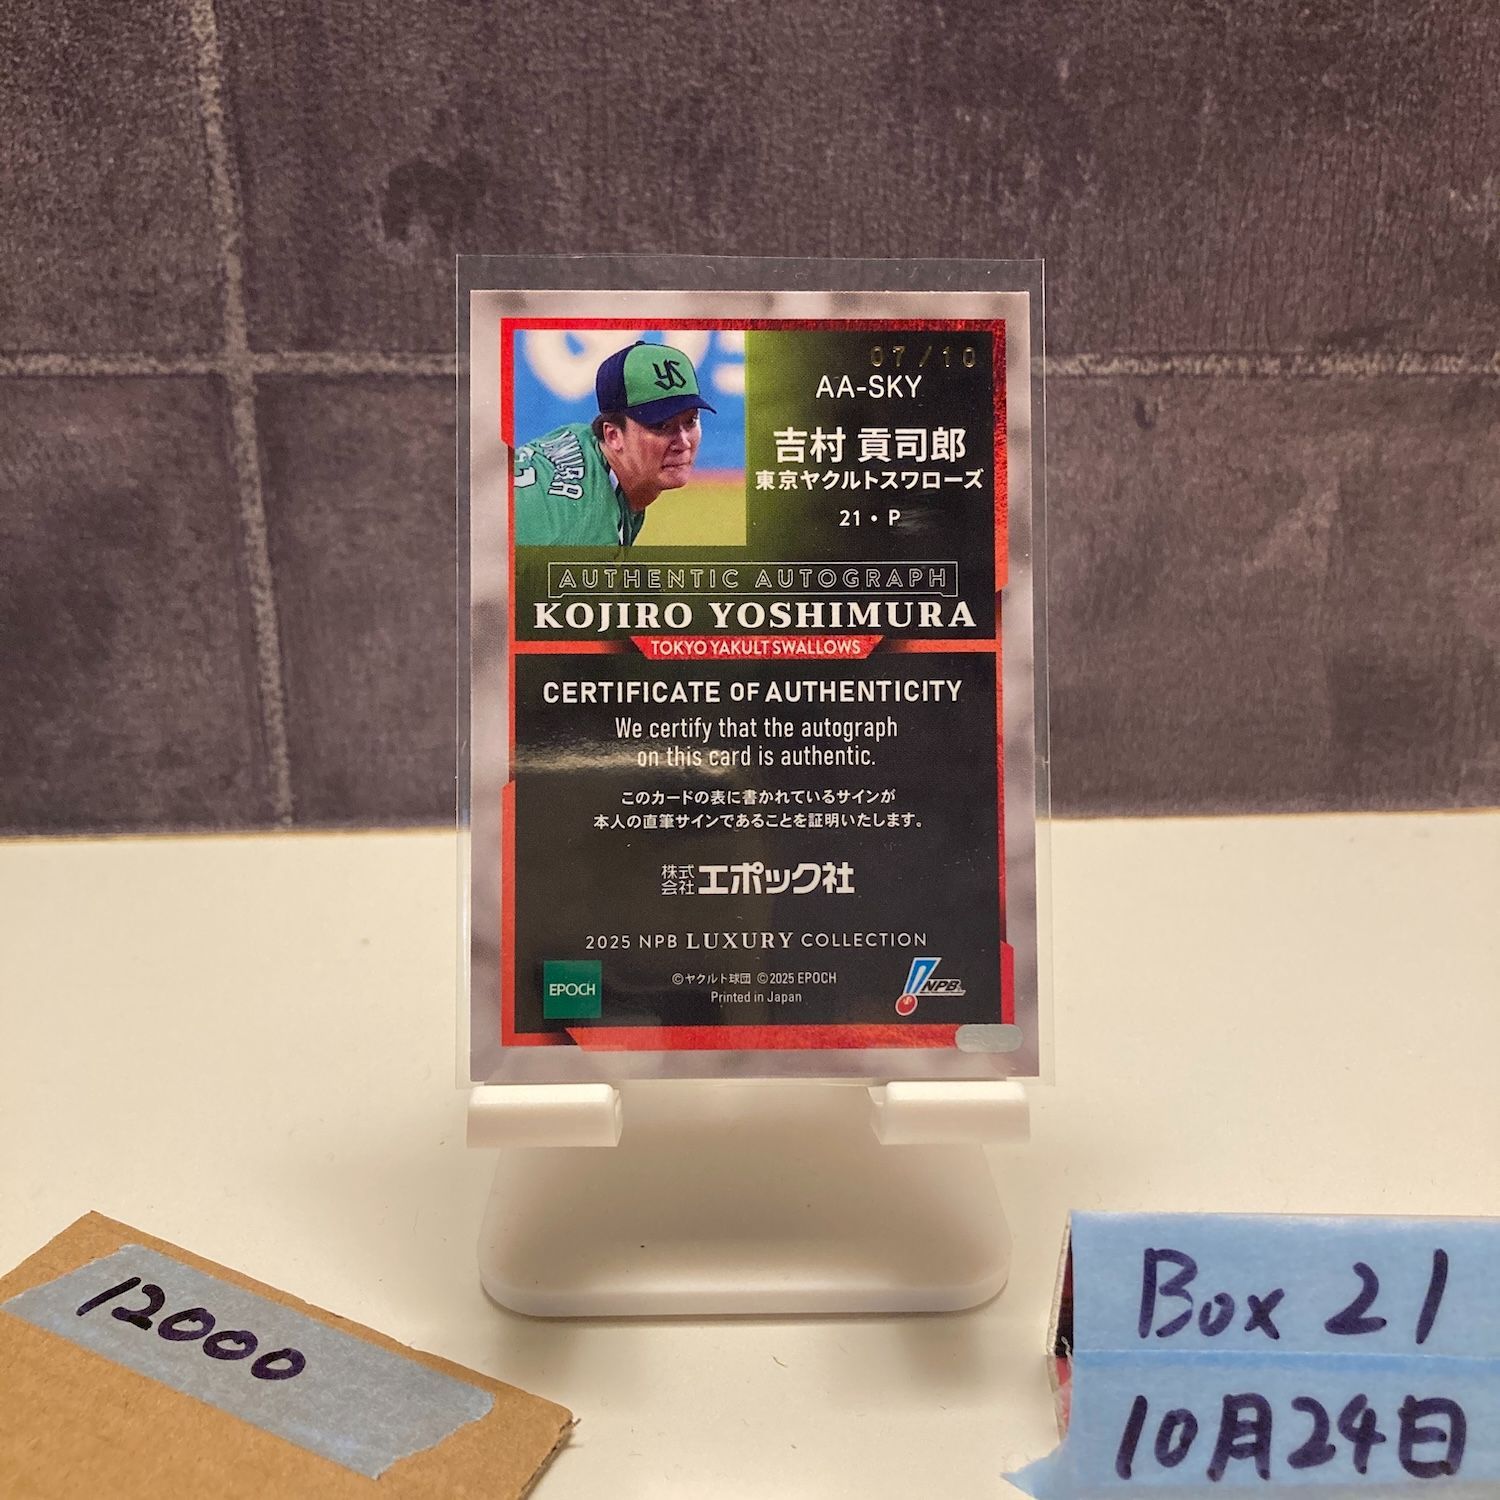 07/10
AA-SKY
吉村 貢司郎
東京ヤクルトスワローズ
21・P
YS
AUTHENTIC AUTOGRAPH
KOJIRO YOSHIMURA
TOKYO YAKULT SWALLOWS
CERTIFICATE OF AUTHENTICITY
We certify that the autograph
on this card is authentic.
このカードの表に書かれているサインが
本人の直筆サインであることを証明いたします。
株式会社エポック社
2025 NPB LUXURY COLLECTION
EPOCH
©ヤクルト球団 ©2025 EPOCH
Printed in Japan
NPB
12000
Box 21
10月24日